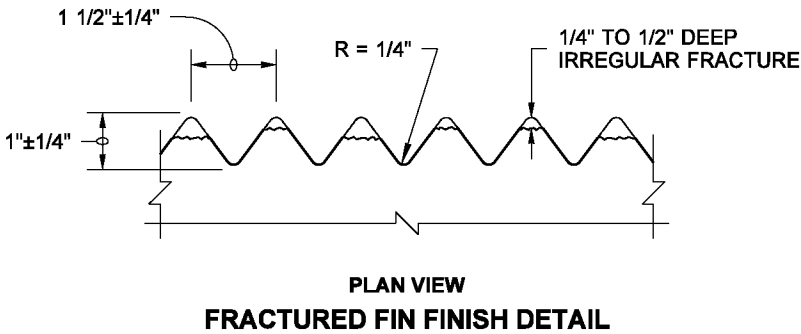 1 1/2"±1/4"
R = 1/4"
1/4" TO 1/2" DEEP
IRREGULAR FRACTURE
1"±1/4"
PLAN VIEW
FRACTURED FIN FINISH DETAIL